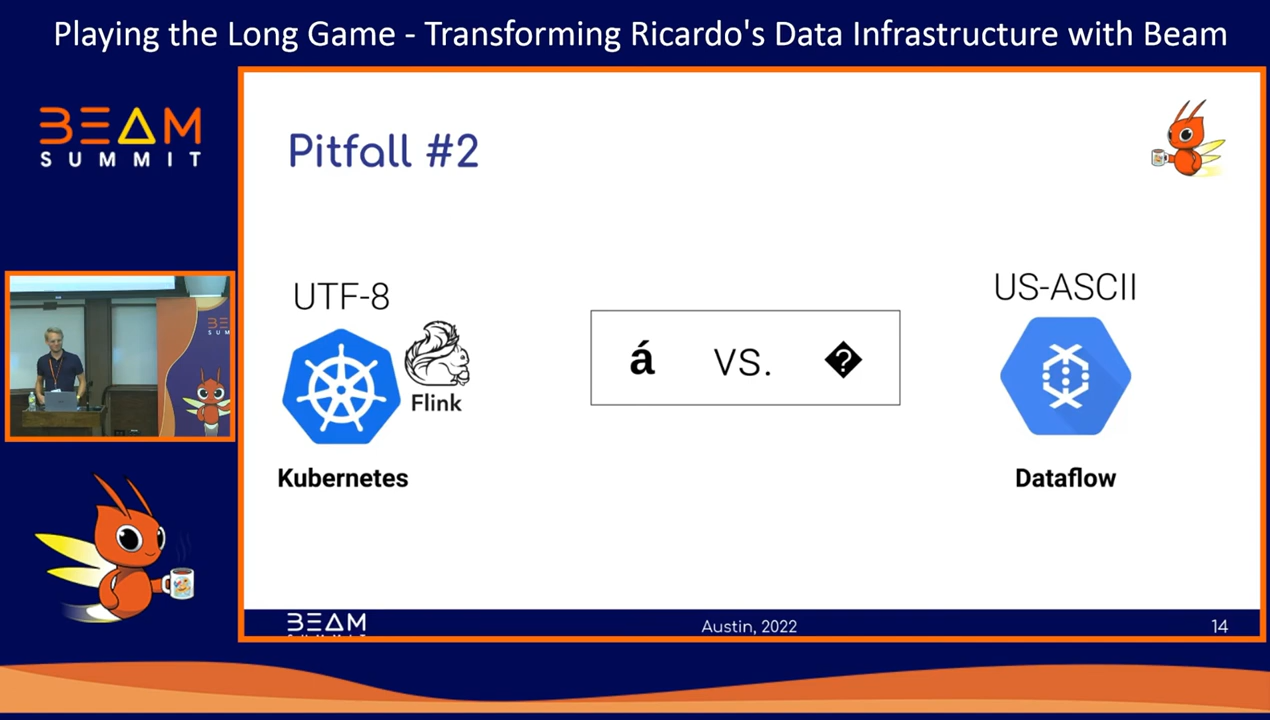 Playing the Long Game - Transforming Ricardo's Data Infrastructure with Beam
BEAM
SUMMIT
Pitfall #2
UTF-8
Flink
Kubernetes
á vs. �
US-ASCII
Dataflow
BEAM
Austin, 2022
14